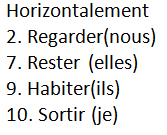 Horizontalement
2. Regarder(nous)
7. Rester (elles)
9. Habiter(ils)
10. Sortir (je)